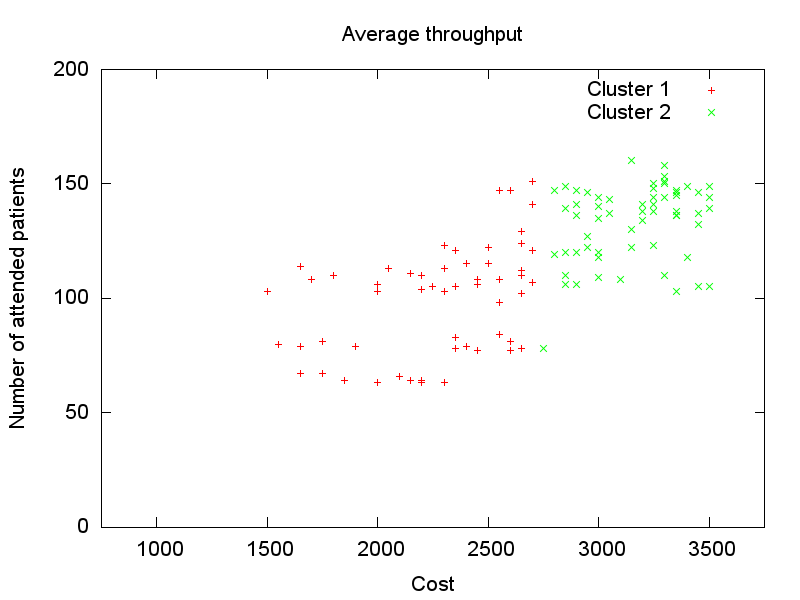 Average throughput
200
150
100
50
0
Number of attended patients
Cluster 1
Cluster 2
1000 1500 2000 2500 3000 3500
Cost